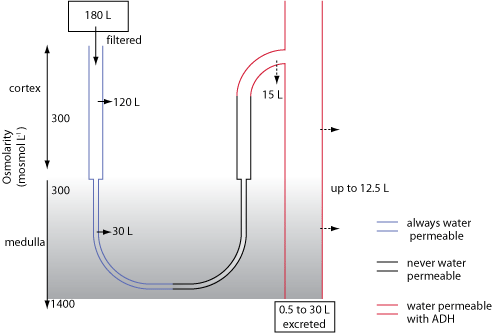 180 L
filtered
cortex
120 L
15 L
300
Osmolarity
(mosmol L⁻¹)
300
up to 12.5 L
30 L
medulla
always water
permeable
never water
permeable
1400
0.5 to 30 L
excreted
water permeable
with ADH